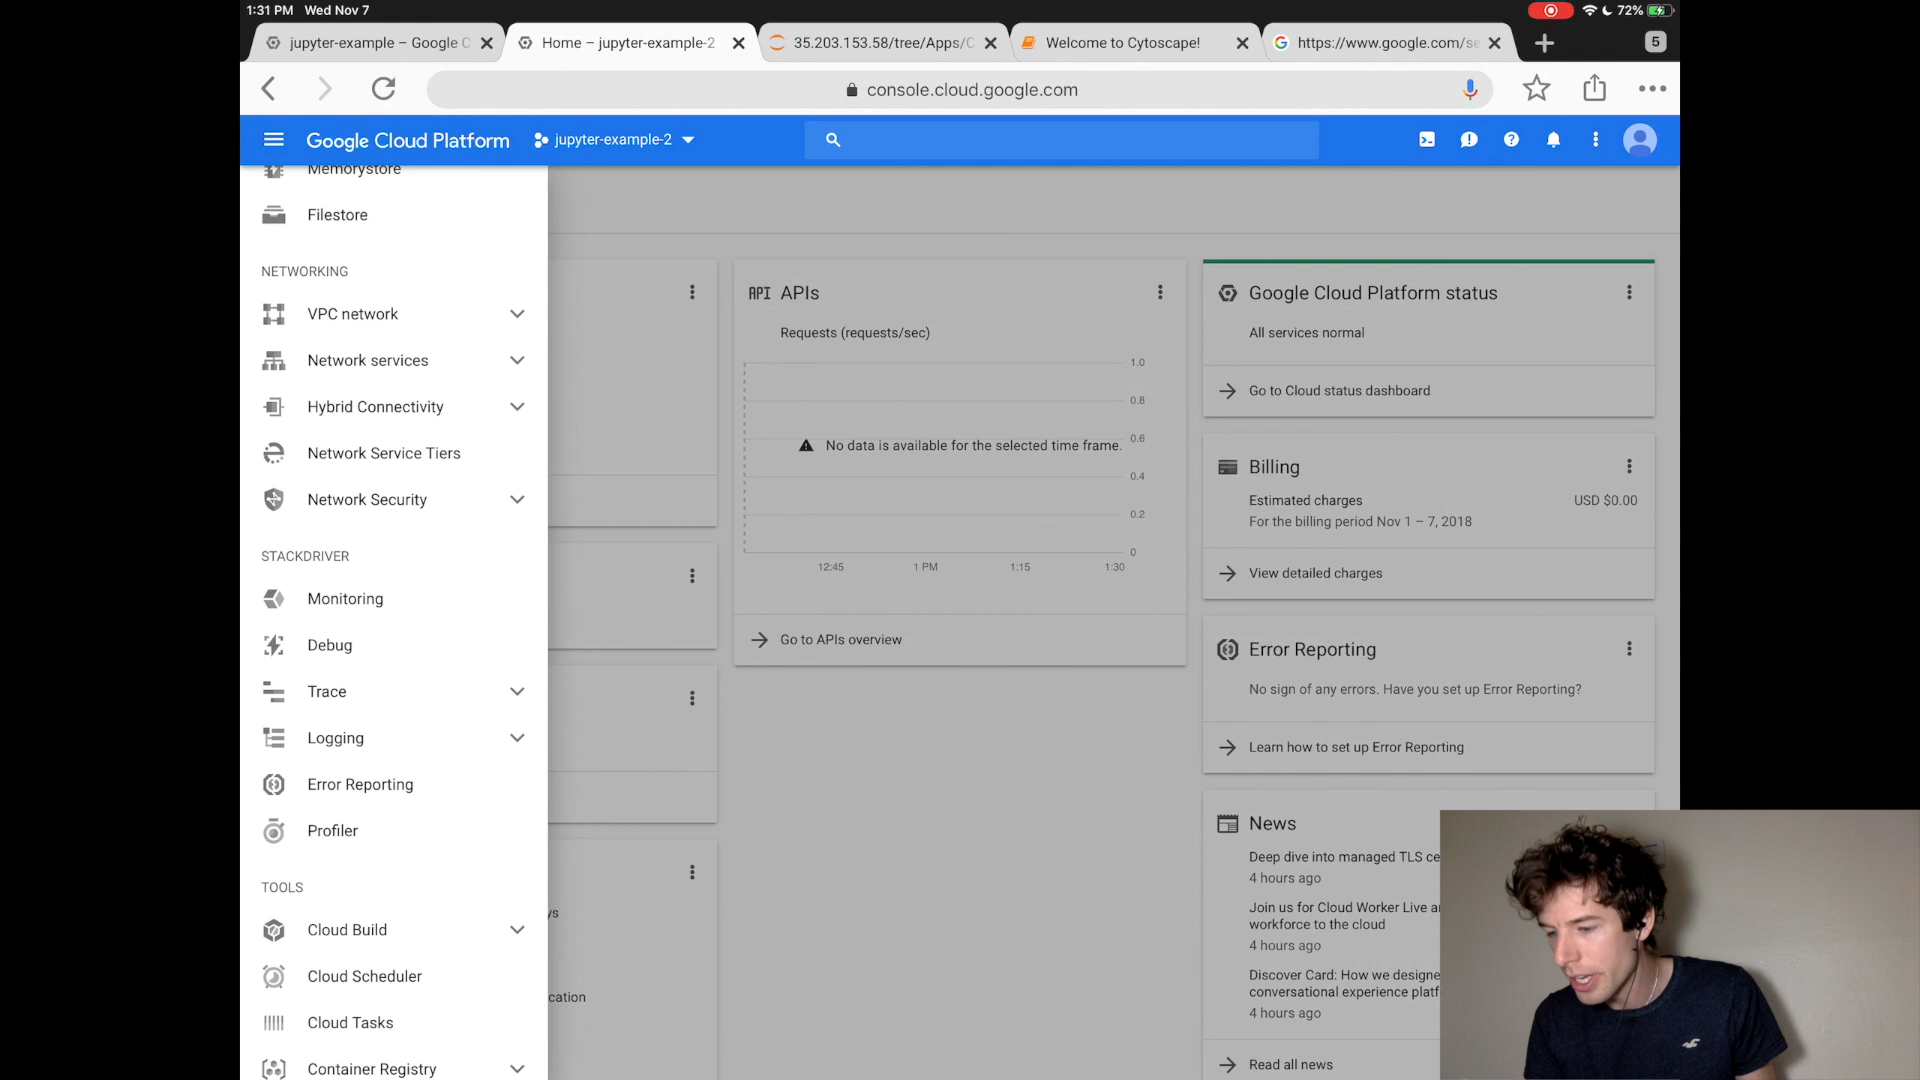 1:31 PM Wed Nov 7
72%
jupyter-example – Google C
Home – jupyter-example-2
35.203.153.58/tree/Apps/C
Welcome to Cytoscape!
https://www.google.com/se
5
console.cloud.google.com
Google Cloud Platform
jupyter-example-2
Memorystore
Filestore
NETWORKING
VPC network
Network services
Hybrid Connectivity
Network Service Tiers
Network Security
STACKDRIVER
Monitoring
Debug
Trace
Logging
Error Reporting
Profiler
TOOLS
Cloud Build
Cloud Scheduler
Cloud Tasks
Container Registry
ys
cation
API APIs
Requests (requests/sec)
1.0
0.8
0.6
0.4
0.2
0
No data is available for the selected time frame.
12:45 1 PM 1:15 1:30
Go to APIs overview
Google Cloud Platform status
All services normal
Go to Cloud status dashboard
Billing
Estimated charges USD $0.00
For the billing period Nov 1 – 7, 2018
View detailed charges
Error Reporting
No sign of any errors. Have you set up Error Reporting?
Learn how to set up Error Reporting
News
Deep dive into managed TLS ce
4 hours ago
Join us for Cloud Worker Live a
workforce to the cloud
4 hours ago
Discover Card: How we designe
conversational experience platf
4 hours ago
Read all news